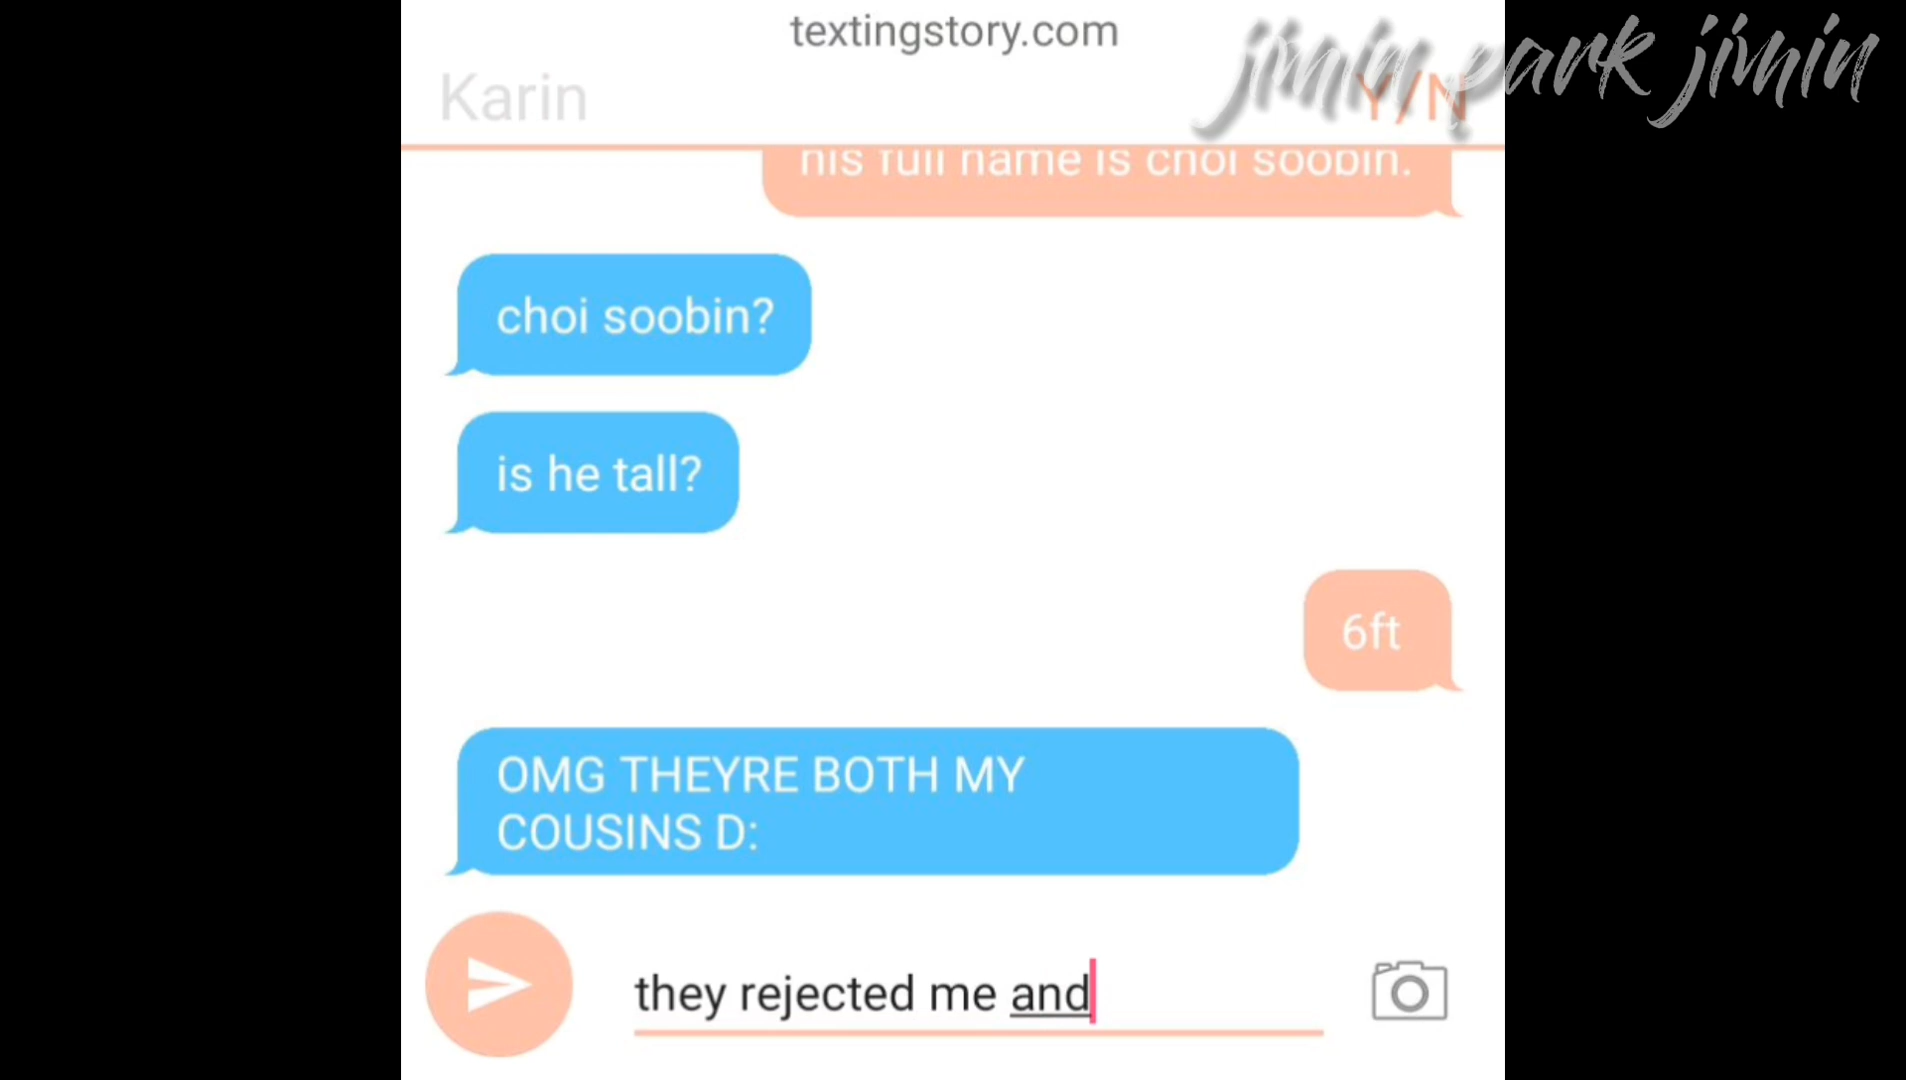 textingstory.com
jimin park jimin
Karin
Y/N
his full name is choi soobin.
choi soobin?
is he tall?
6ft
OMG THEYRE BOTH MY
COUSINS D:
they rejected me and